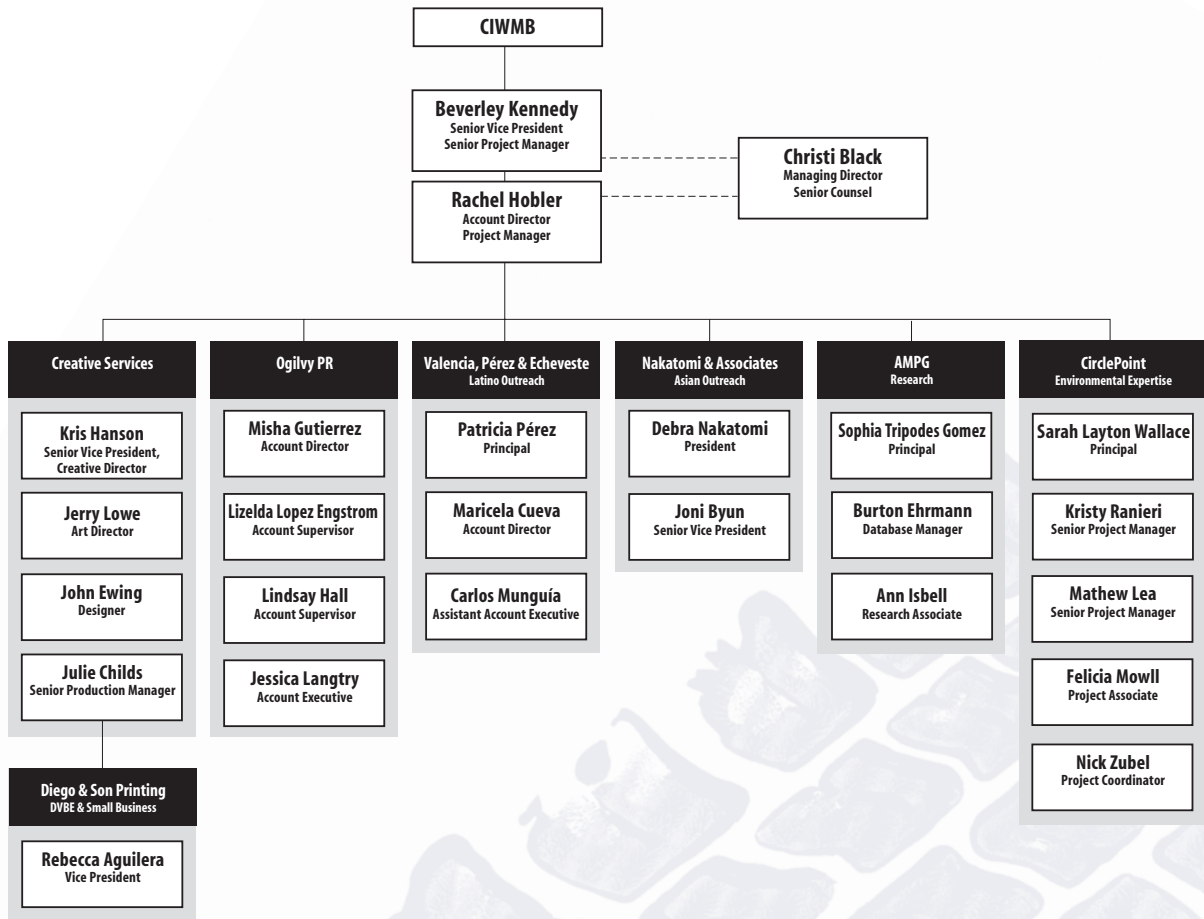 CIWMB
Beverley Kennedy
Senior Vice President
Senior Project Manager
Christi Black
Managing Director
Senior Counsel
Rachel Hobler
Account Director
Project Manager
Creative Services
Kris Hanson
Senior Vice President,
Creative Director
Jerry Lowe
Art Director
John Ewing
Designer
Julie Childs
Senior Production Manager
Diego & Son Printing
DVBE & Small Business
Rebecca Aguilera
Vice President
Ogilvy PR
Misha Gutierrez
Account Director
Lizelda Lopez Engstrom
Account Supervisor
Lindsay Hall
Account Supervisor
Jessica Langtry
Account Executive
Valencia, Pérez & Echeveste
Latino Outreach
Patricia Pérez
Principal
Maricela Cueva
Account Director
Carlos Munguía
Assistant Account Executive
Nakatomi & Associates
Asian Outreach
Debra Nakatomi
President
Joni Byun
Senior Vice President
AMPG
Research
Sophia Tripodes Gomez
Principal
Burton Ehrmann
Database Manager
Ann Isbell
Research Associate
CirclePoint
Environmental Expertise
Sarah Layton Wallace
Principal
Kristy Ranieri
Senior Project Manager
Mathew Lea
Senior Project Manager
Felicia Mowll
Project Associate
Nick Zubel
Project Coordinator